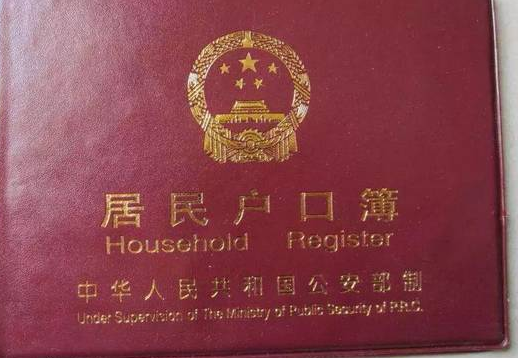 居民户口簿
Household Register
中华人民共和国公安部制
Under Supervision of The Ministry of Public Security of P.R.C.